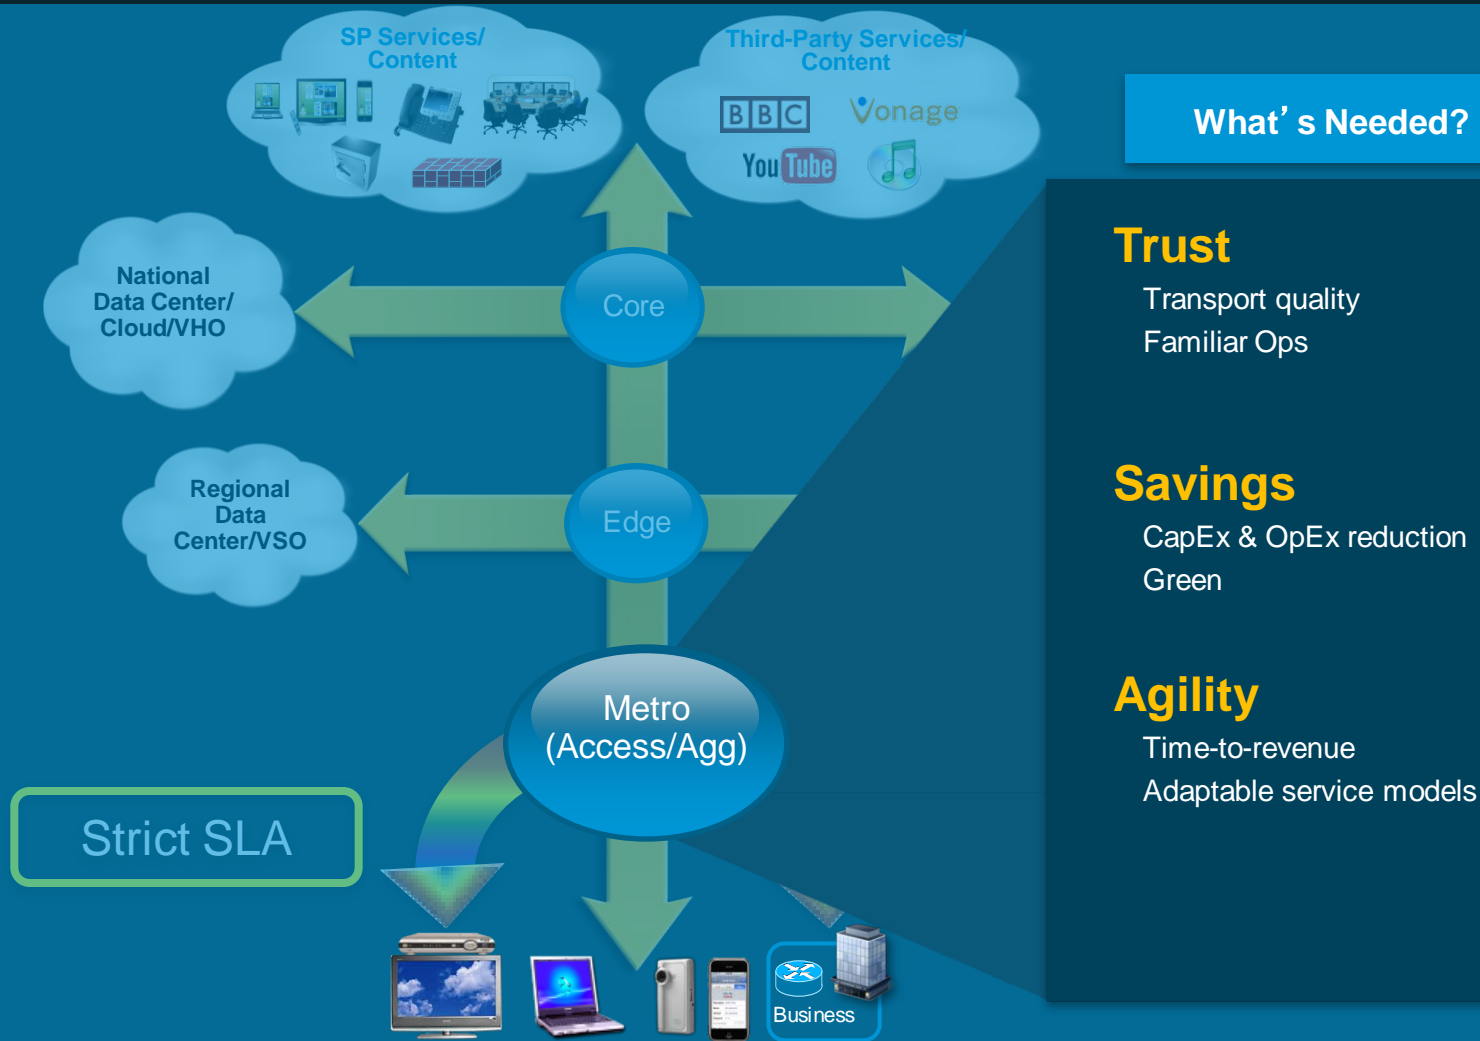 SP Services/
Content
Third-Party Services/
Content
BBC
Vonage
YouTube
What's Needed?
National
Data Center/
Cloud/VHO
Core
Trust
Transport quality
Familiar Ops
Regional
Data
Center/VSO
Edge
Savings
CapEx & OpEx reduction
Green
Metro
(Access/Agg)
Agility
Time-to-revenue
Adaptable service models
Strict SLA
Business